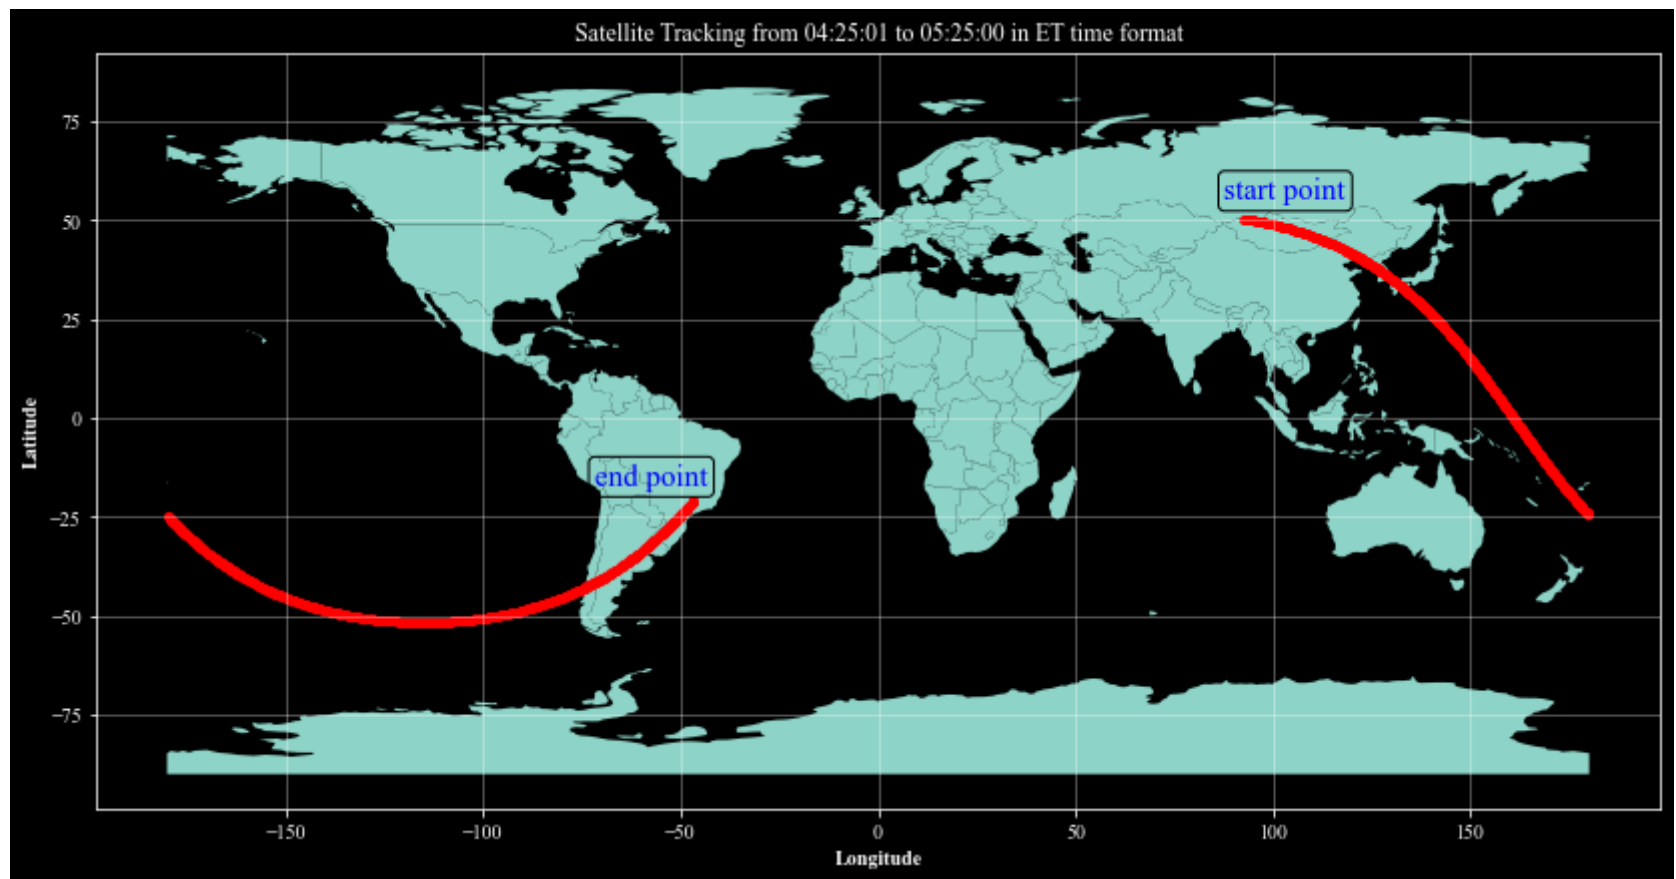 Satellite Tracking from 04:25:01 to 05:25:00 in ET time format
75
start point
50
25
0
Latitude
end point
−25
−50
−75
−150
−100
−50
0
50
100
150
Longitude